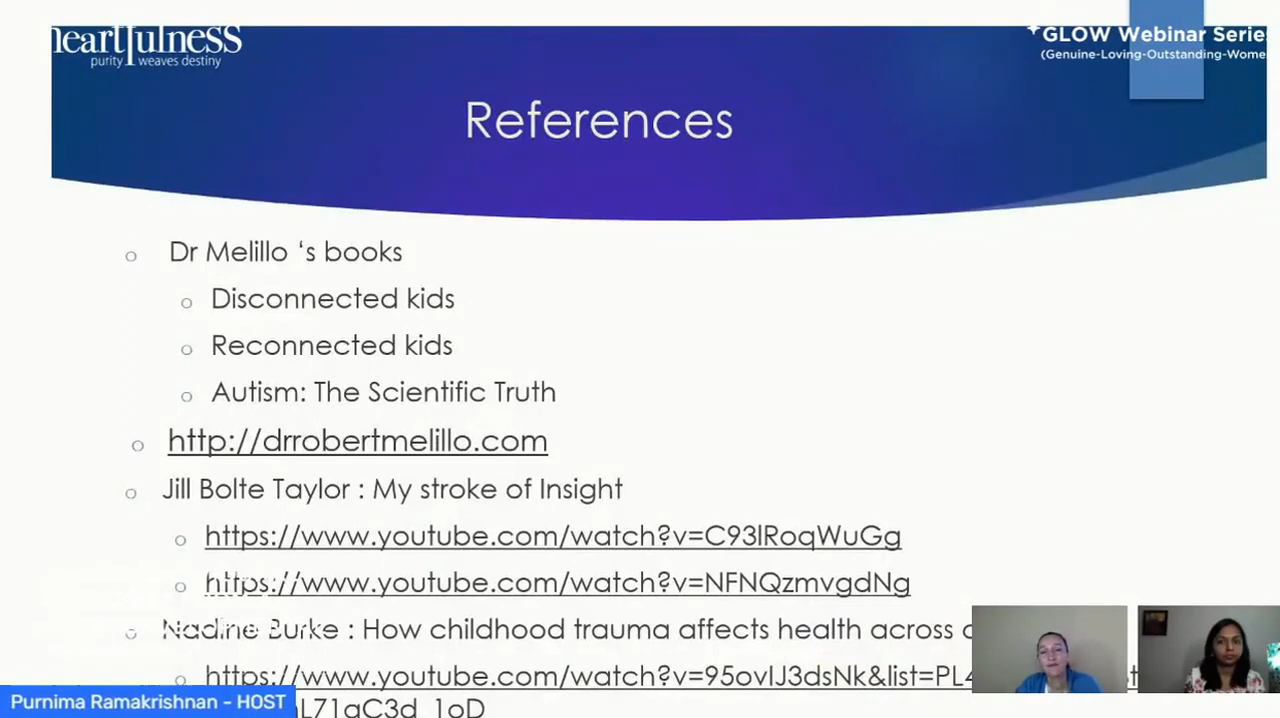 heartfulness
purity weaves destiny
GLOW Webinar Series
(Genuine-Loving-Outstanding-Wome
References
Dr Melillo ‘s books
Disconnected kids
Reconnected kids
Autism: The Scientific Truth
http://drrobertmelillo.com
Jill Bolte Taylor : My stroke of Insight
https://www.youtube.com/watch?v=C93lRoqWuGg
https://www.youtube.com/watch?v=NFNQzmvgdNg
Nadine Burke : How childhood trauma affects health across
https://www.youtube.com/watch?v=95ovIJ3dsNk&list=PL4
L71aC3d_1oD
Purnima Ramakrishnan - HOST